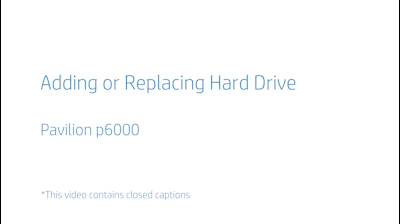 Adding or Replacing Hard Drive
Pavilion p6000
*This video contains closed captions